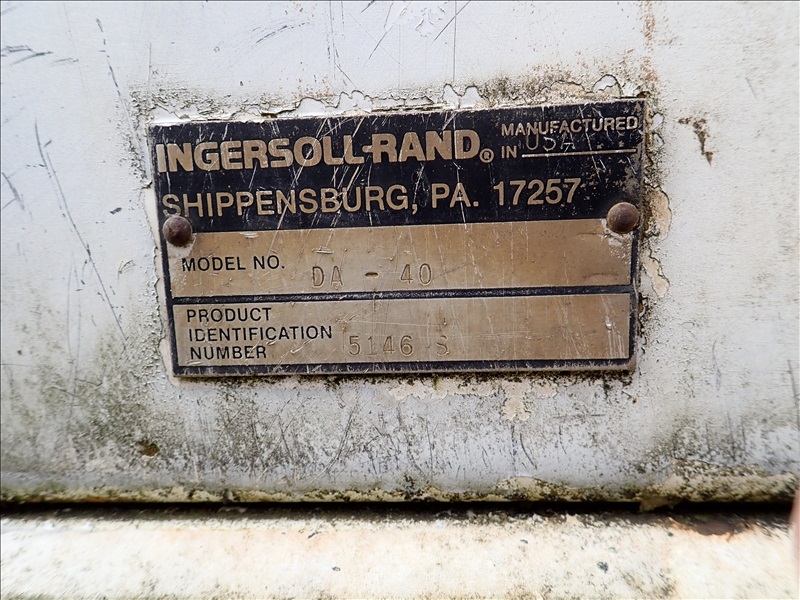 INGERSOLL-RAND® MANUFACTURED IN USA
SHIPPENSBURG, PA. 17257
MODEL NO. DA - 40
PRODUCT
IDENTIFICATION
NUMBER 5146 S